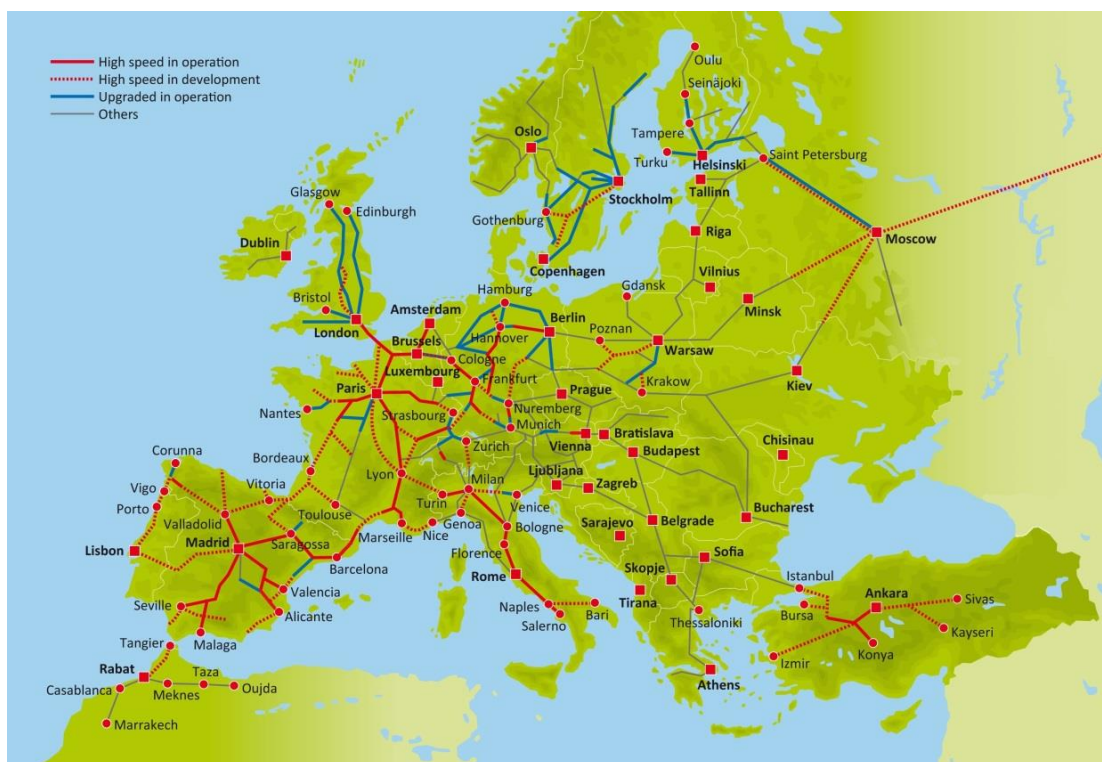 High speed in operation
High speed in development
Upgraded in operation
Others
Oulu
Seinäjoki
Oslo
Tampere
Turku
Helsinki
Saint Petersburg
Tallinn
Stockholm
Glasgow
Edinburgh
Gothenburg
Riga
Moscow
Dublin
Copenhagen
Vilnius
Hamburg
Gdansk
Minsk
Bristol
Amsterdam
Berlin
London
Hannover
Poznan
Brussels
Warsaw
Cologne
Luxembourg
Frankfurt
Krakow
Kiev
Paris
Prague
Nantes
Strasbourg
Nuremberg
Munich
Vienna
Bratislava
Chisinau
Corunna
Zurich
Budapest
Bordeaux
Ljubljana
Vigo
Vitoria
Lyon
Milan
Zagreb
Porto
Turin
Venice
Valladolid
Toulouse
Genoa
Bologne
Sarajevo
Belgrade
Bucharest
Marseille
Nice
Lisbon
Madrid
Saragossa
Florence
Sofia
Barcelona
Skopje
Istanbul
Ankara
Valencia
Rome
Tirana
Bursa
Sivas
Seville
Alicante
Naples
Bari
Thessaloniki
Salerno
Kayseri
Tangier
Malaga
Konya
Izmir
Rabat
Taza
Athens
Casablanca
Meknes
Oujda
Marrakech